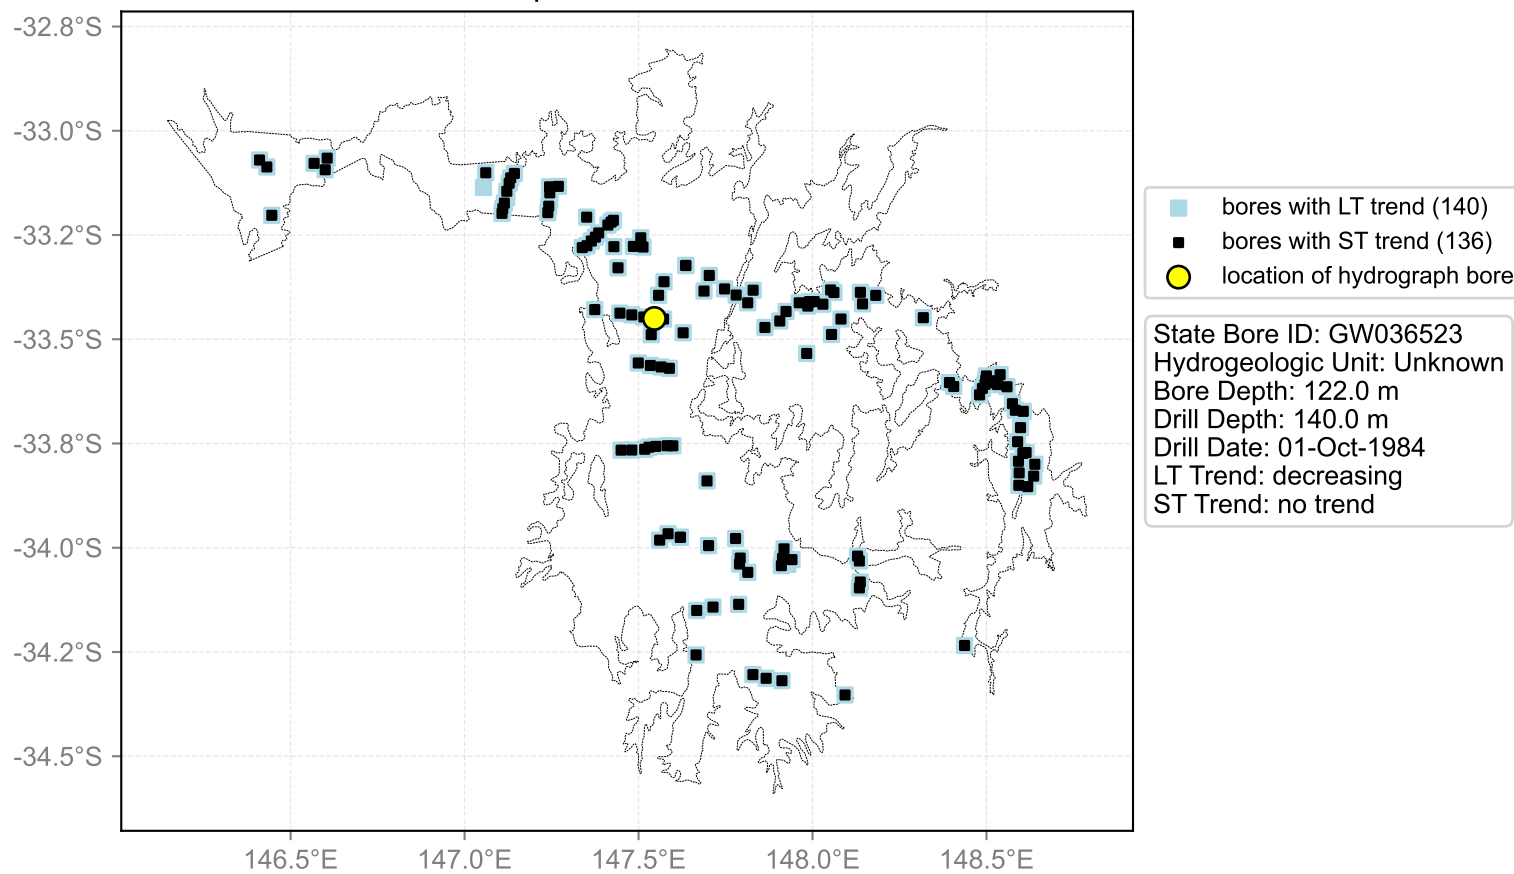 -32.8°S
-33.0°S
-33.2°S
-33.5°S
-33.8°S
-34.0°S
-34.2°S
-34.5°S
146.5°E
147.0°E
147.5°E
148.0°E
148.5°E
bores with LT trend (140)
bores with ST trend (136)
location of hydrograph bore
State Bore ID: GW036523
Hydrogeologic Unit: Unknown
Bore Depth: 122.0 m
Drill Depth: 140.0 m
Drill Date: 01-Oct-1984
LT Trend: decreasing
ST Trend: no trend